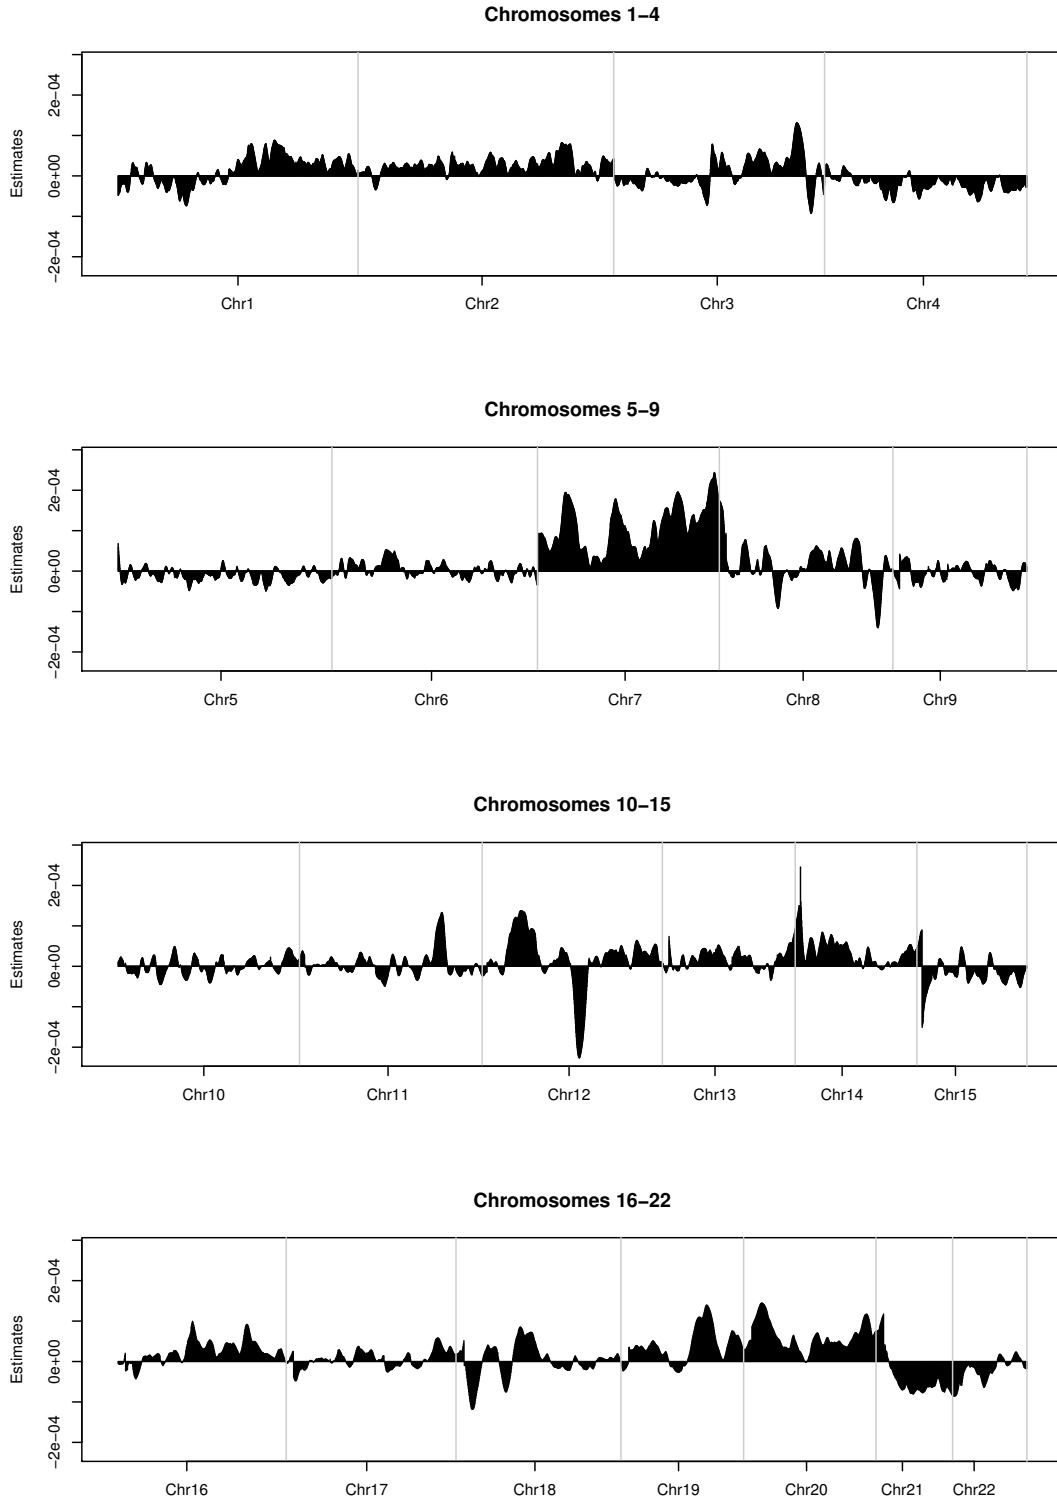 Chromosomes 1−4
Estimates
2e−04
0e+00
−2e−04
Chr1 Chr2 Chr3 Chr4
Chromosomes 5−9
Estimates
2e−04
0e+00
−2e−04
Chr5 Chr6 Chr7 Chr8 Chr9
Chromosomes 10−15
Estimates
2e−04
0e+00
−2e−04
Chr10 Chr11 Chr12 Chr13 Chr14 Chr15
Chromosomes 16−22
Estimates
2e−04
0e+00
−2e−04
Chr16 Chr17 Chr18 Chr19 Chr20 Chr21 Chr22